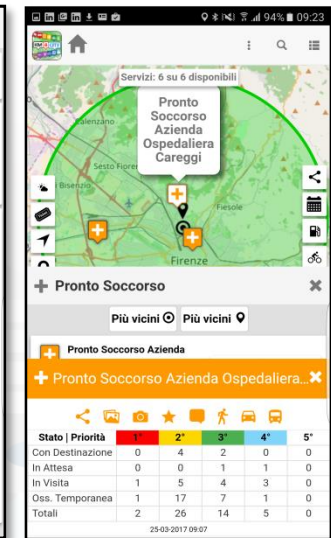 94% 09:23
Servizi: 6 su 6 disponibili
Pronto
Soccorso
Azienda
Ospedaliera
Careggi
Calenzano
Sesto Fiorer
Bisenzio
Fiesole
Firenze
Pronto Soccorso
Più vicini Più vicini
Pronto Soccorso Azienda
Pronto Soccorso Azienda Ospedaliera...
Stato | Priorità 1° 2° 3° 4° 5°
Con Destinazione 0 4 2 0 0
In Attesa 0 0 1 1 0
In Visita 1 5 4 3 0
Oss. Temporanea 1 17 7 1 0
Totali 2 26 14 5 0
25-03-2017 09:07